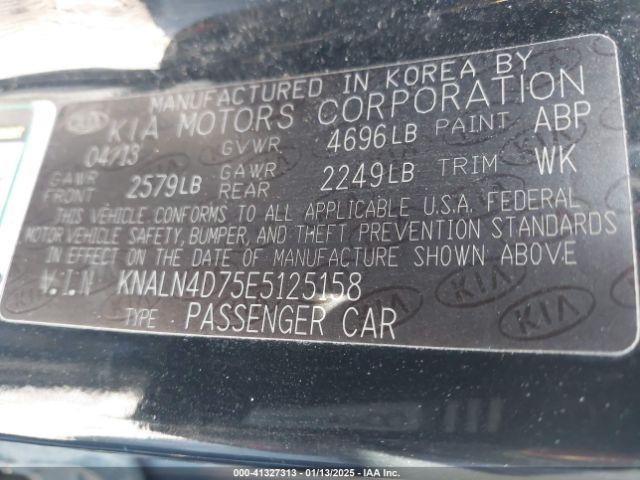 MANUFACTURED IN KOREA BY
KIA KIA MOTORS CORPORATION
04/13 GVWR 4696LB PAINT ABP
GAWR FRONT 2579LB GAWR REAR 2249LB TRIM WK
THIS VEHICLE CONFORMS TO ALL APPLICABLE U.S.A. FEDERAL
MOTOR VEHICLE SAFETY, BUMPER, AND THEFT PREVENTION STANDARDS
IN EFFECT ON THE DATE OF MANUFACTURE SHOWN ABOVE
V.I.N KNALN4D75E5125158
TYPE PASSENGER CAR
KIA KIA
© 00-41327313 — 01/13/2025 — IAA Inc.